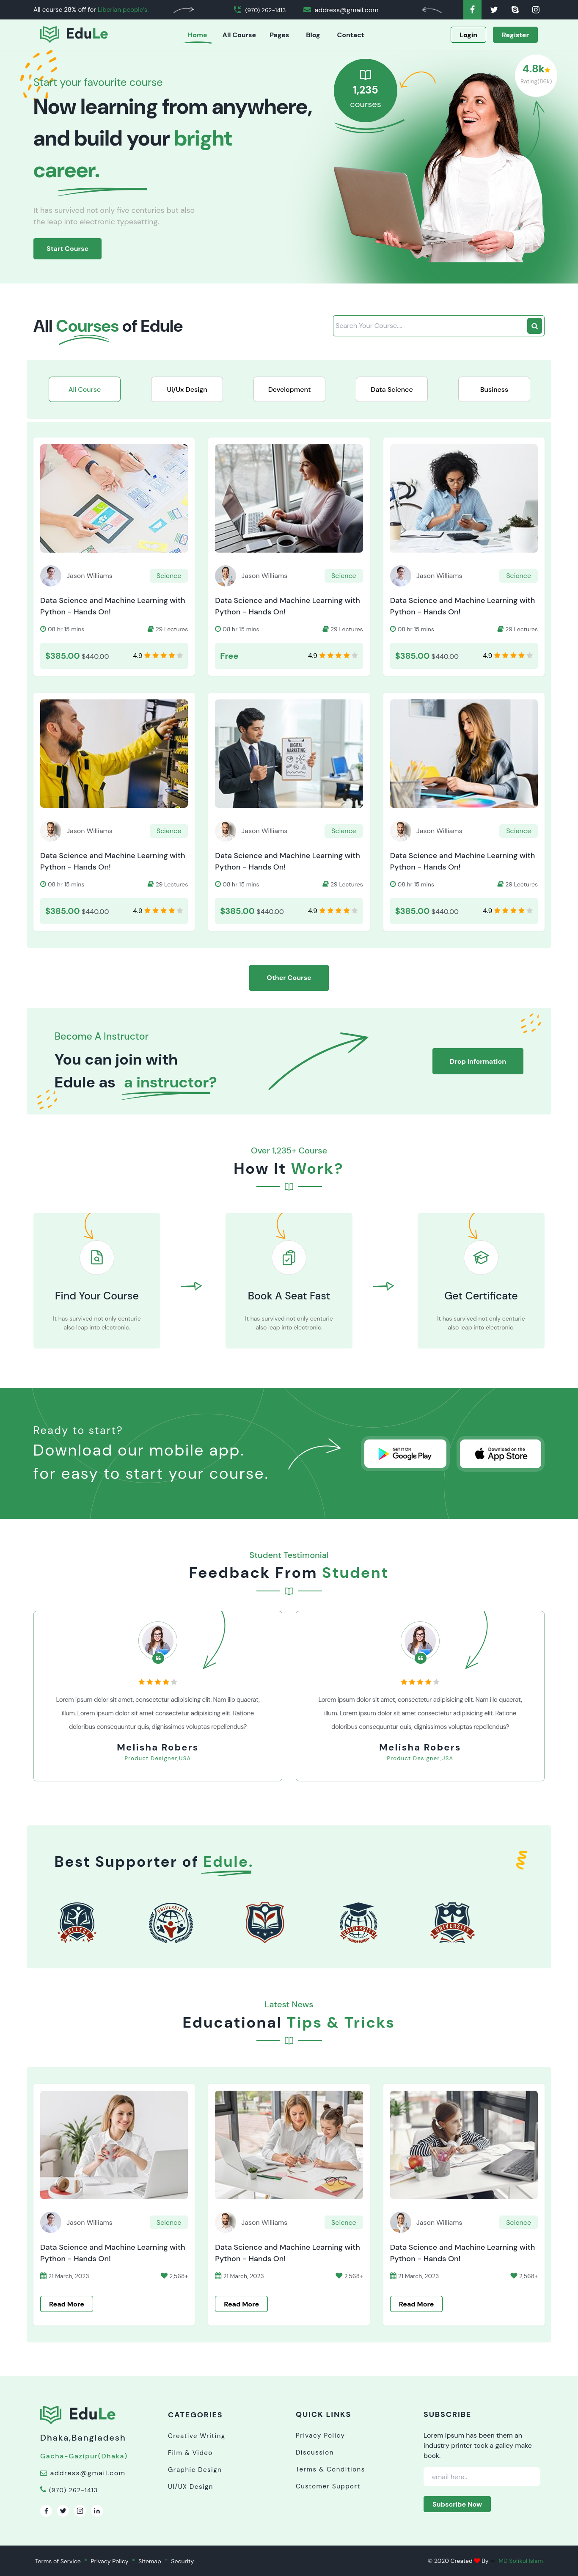 All course 28% off for Liberian people's.
(970) 262-1413
address@gmail.com
EduLe
Home
All Course
Pages
Blog
Contact
Login
Register
Start your favourite course
Now learning from anywhere,
and build your bright
career.
It has survived not only five centuries but also
the leap into electronic typesetting.
Start Course
1,235
courses
4.8k
Rating(86k)
All Courses of Edule
Search Your Course....
All Course
Ui/Ux Design
Development
Data Science
Business
Jason Williams
Science
Data Science and Machine Learning with
Python - Hands On!
08 hr 15 mins
29 Lectures
$385.00 $440.00
4.9
Jason Williams
Science
Data Science and Machine Learning with
Python - Hands On!
08 hr 15 mins
29 Lectures
Free
4.9
Jason Williams
Science
Data Science and Machine Learning with
Python - Hands On!
08 hr 15 mins
29 Lectures
$385.00 $440.00
4.9
Jason Williams
Science
Data Science and Machine Learning with
Python - Hands On!
08 hr 15 mins
29 Lectures
$385.00 $440.00
4.9
DIGITAL
MARKETING
Jason Williams
Science
Data Science and Machine Learning with
Python - Hands On!
08 hr 15 mins
29 Lectures
$385.00 $440.00
4.9
Jason Williams
Science
Data Science and Machine Learning with
Python - Hands On!
08 hr 15 mins
29 Lectures
$385.00 $440.00
4.9
Other Course
Become A Instructor
You can join with
Edule as a instructor?
Drop Information
Over 1,235+ Course
How It Work?
Find Your Course
It has survived not only centurie
also leap into electronic.
Book A Seat Fast
It has survived not only centurie
also leap into electronic.
Get Certificate
It has survived not only centurie
also leap into electronic.
Ready to start?
Download our mobile app.
for easy to start your course.
GET IT ON
Google Play
Download on the
App Store
Student Testimonial
Feedback From Student
Lorem ipsum dolor sit amet, consectetur adipisicing elit. Nam illo quaerat,
illum. Lorem ipsum dolor sit amet consectetur adipisicing elit. Ratione
doloribus consequuntur quis, dignissimos voluptas repellendus?
Melisha Robers
Product Designer,USA
Lorem ipsum dolor sit amet, consectetur adipisicing elit. Nam illo quaerat,
illum. Lorem ipsum dolor sit amet consectetur adipisicing elit. Ratione
doloribus consequuntur quis, dignissimos voluptas repellendus?
Melisha Robers
Product Designer,USA
Best Supporter of Edule.
COLLEGE
UNIVERSITY
UNIVERSITY
UNIVERSITY
Latest News
Educational Tips & Tricks
Jason Williams
Science
Data Science and Machine Learning with
Python - Hands On!
21 March, 2023
2,568+
Read More
Jason Williams
Science
Data Science and Machine Learning with
Python - Hands On!
21 March, 2023
2,568+
Read More
Jason Williams
Science
Data Science and Machine Learning with
Python - Hands On!
21 March, 2023
2,568+
Read More
EduLe
Dhaka,Bangladesh
Gacha-Gazipur(Dhaka)
address@gmail.com
(970) 262-1413
CATEGORIES
Creative Writing
Film & Video
Graphic Design
UI/UX Design
QUICK LINKS
Privacy Policy
Discussion
Terms & Conditions
Customer Support
SUBSCRIBE
Lorem Ipsum has been them an
industry printer took a galley make
book.
email here..
Subscribe Now
Terms of Service
Privacy Policy
Sitemap
Security
© 2020 Created ❤ By — MD Sofikul Islam